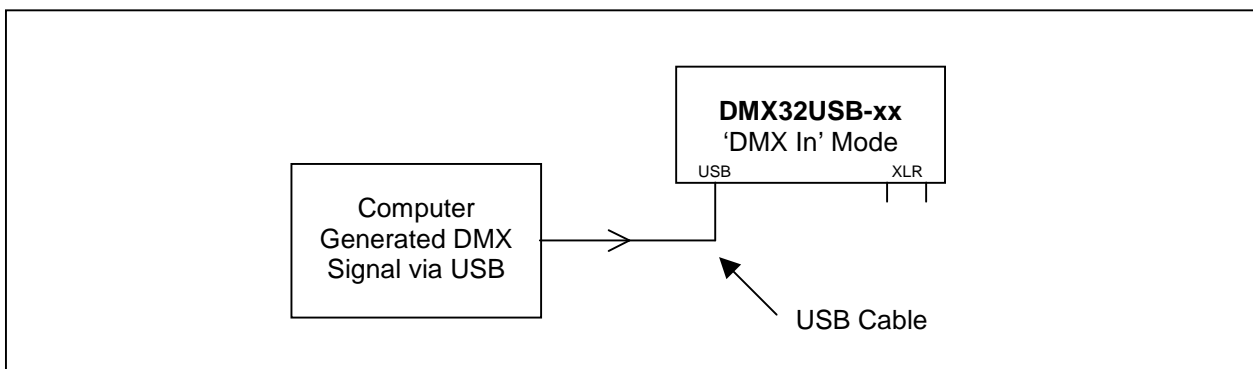 DMX32USB-xx
‘DMX In’ Mode
USB
XLR
Computer
Generated DMX
Signal via USB
USB Cable